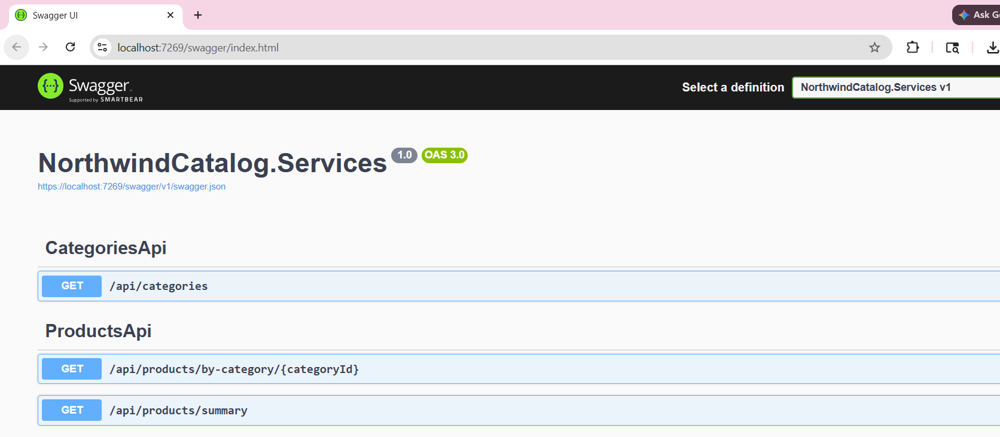 Swagger UI
Ask G
localhost:7269/swagger/index.html
Swagger
Supported by SMARTBEAR
Select a definition
NorthwindCatalog.Services v1
NorthwindCatalog.Services 1.0 OAS 3.0
https://localhost:7269/swagger/v1/swagger.json
CategoriesApi
GET /api/categories
ProductsApi
GET /api/products/by-category/{categoryId}
GET /api/products/summary